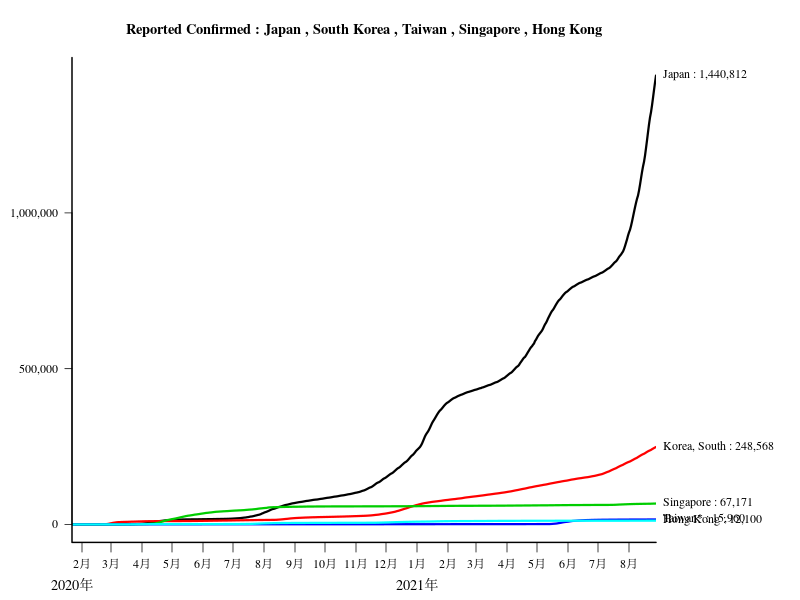 Reported Confirmed : Japan , South Korea , Taiwan , Singapore , Hong Kong
Japan : 1,440,812
1,000,000
500,000
Korea, South : 248,568
Singapore : 67,171
Hong Kong : 12,100
0
2月 3月 4月 5月 6月 7月 8月 9月 10月 11月 12月 1月 2月 3月 4月 5月 6月 7月 8月
2020年 2021年